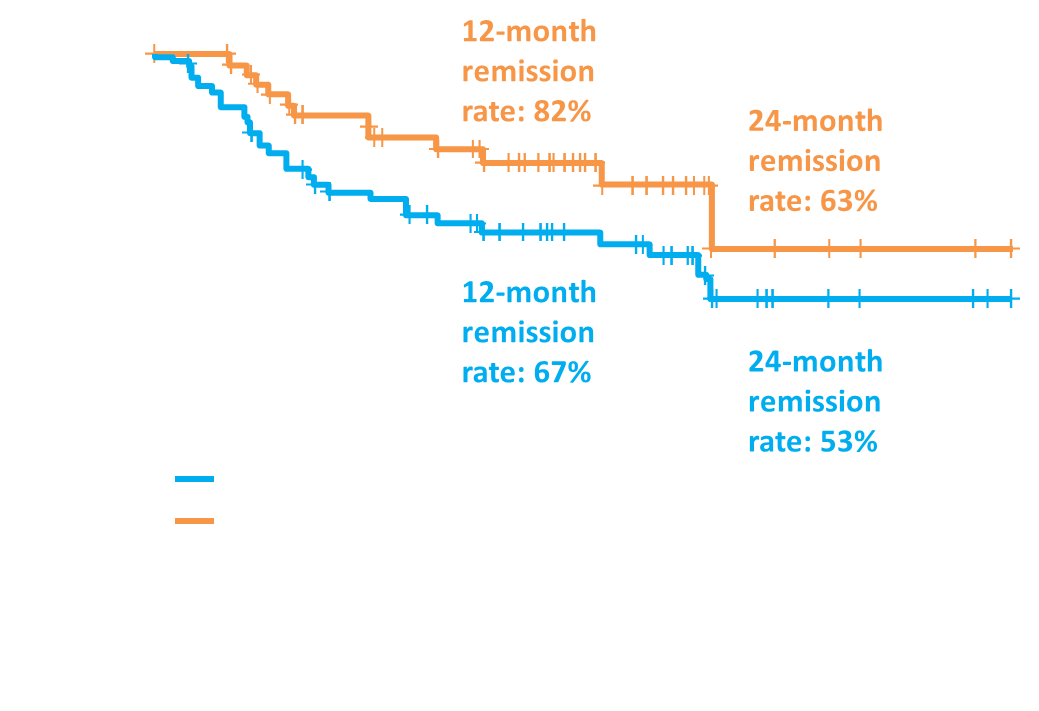 12-month
remission
rate: 82%
24-month
remission
rate: 63%
12-month
remission
rate: 67%
24-month
remission
rate: 53%